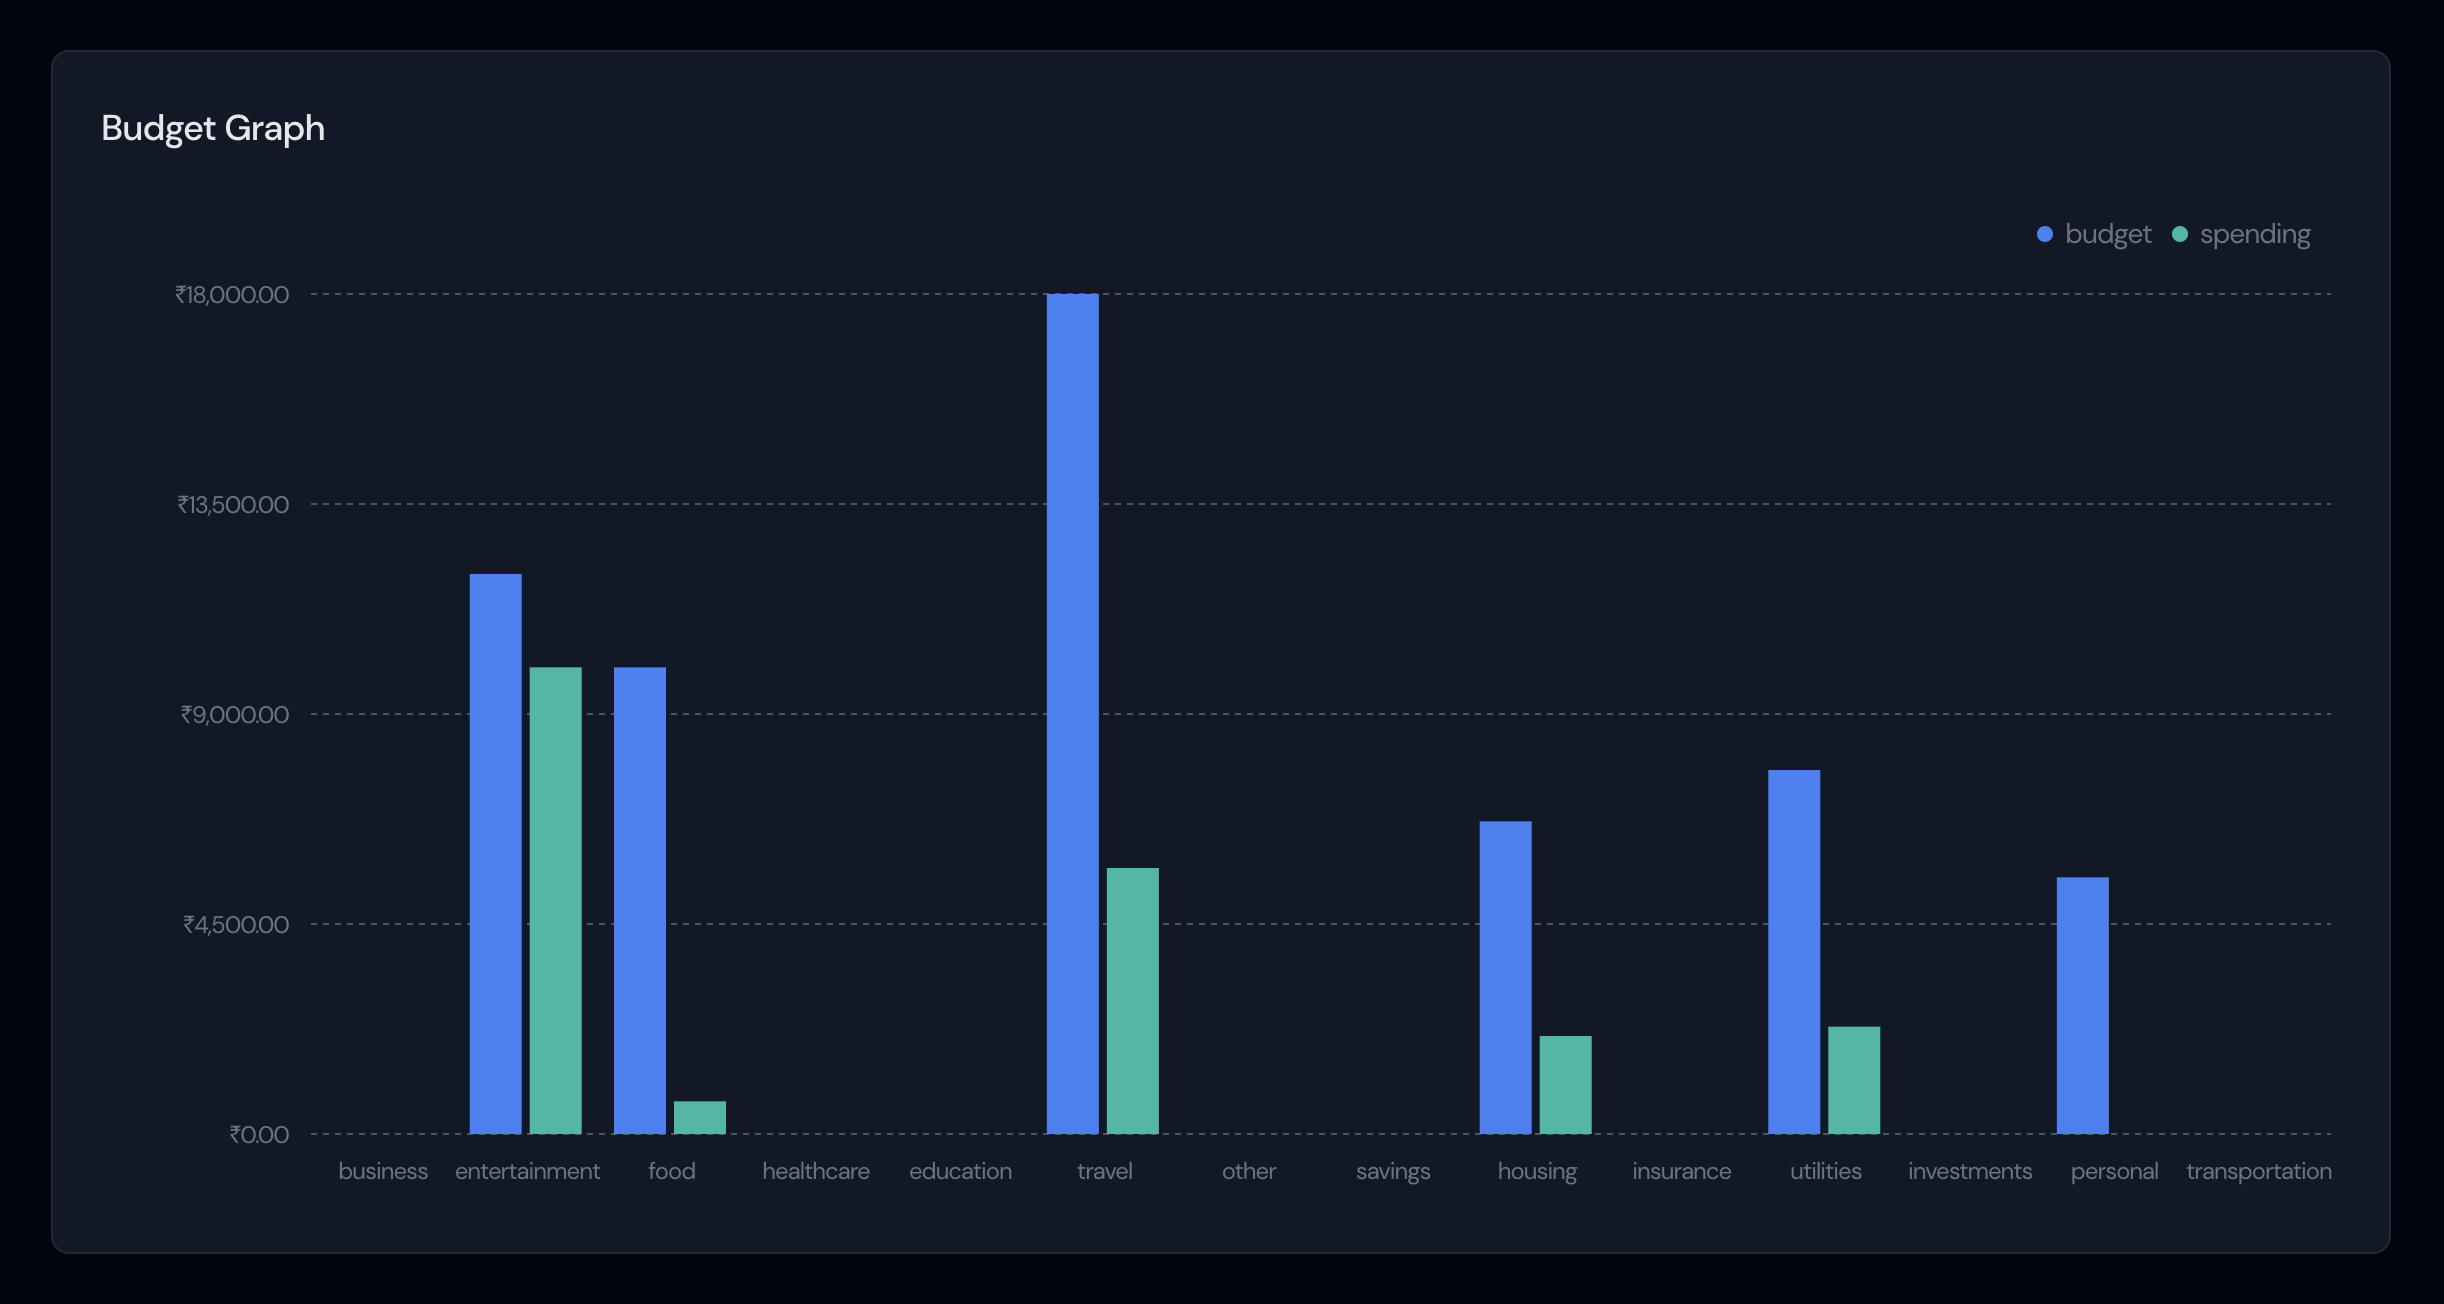 Budget Graph
budget spending
₹18,000.00
₹13,500.00
₹9,000.00
₹4,500.00
₹0.00
business entertainment food healthcare education travel other savings housing insurance utilities investments personal transportation